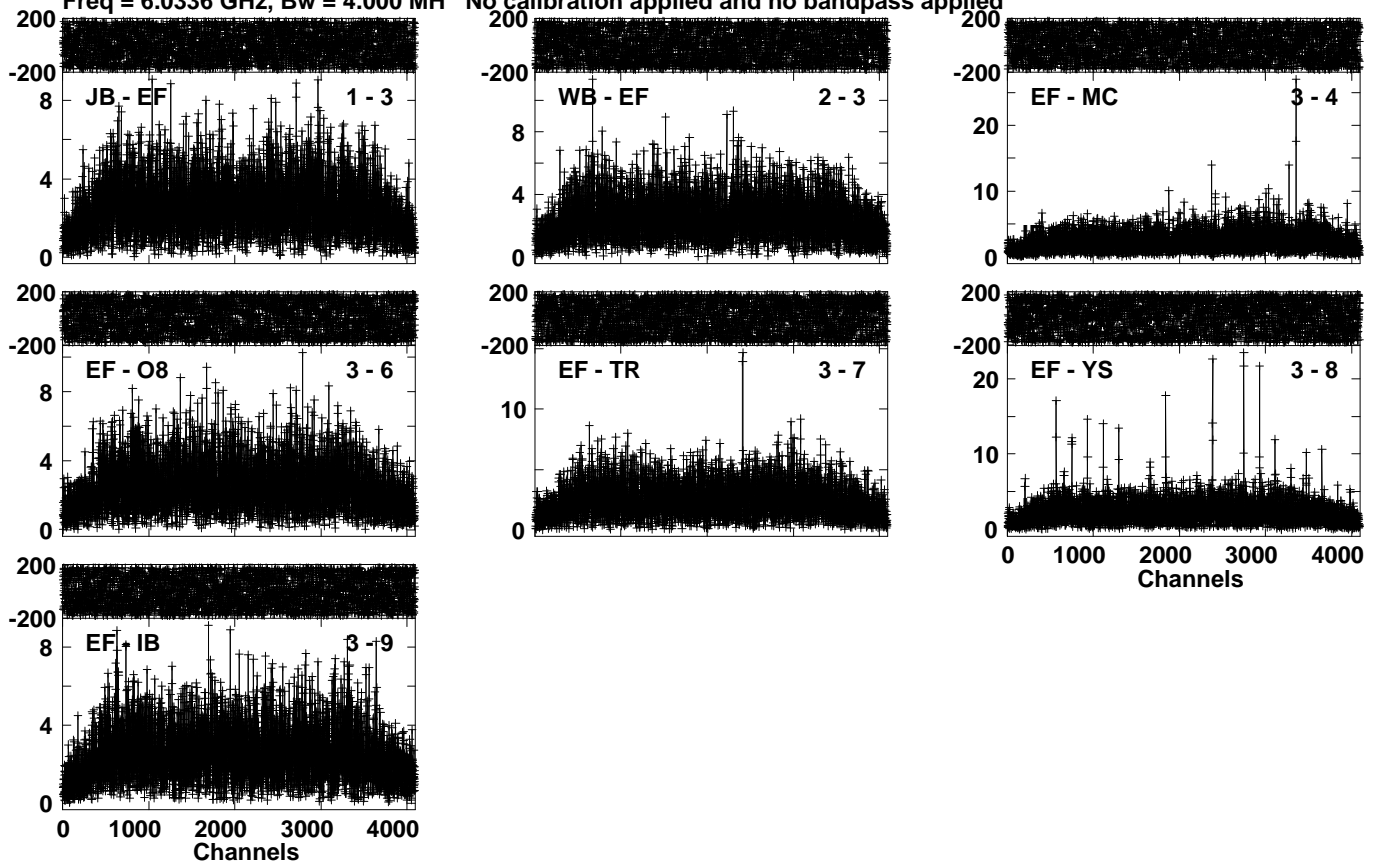 Freq = 6.0336 GHz, Bw = 4.000 MH   No calibration applied and no bandpass applied
200
-200
JB - EF 1 - 3
8
4
0
200
-200
WB - EF 2 - 3
8
4
0
200
-200
EF - MC 3 - 4
20
10
0
200
-200
EF - O8 3 - 6
8
4
0
200
-200
EF - TR 3 - 7
10
0
200
-200
EF - YS 3 - 8
20
10
0
0 1000 2000 3000 4000
Channels
200
-200
EF - IB 3 - 9
8
4
0
0 1000 2000 3000 4000
Channels